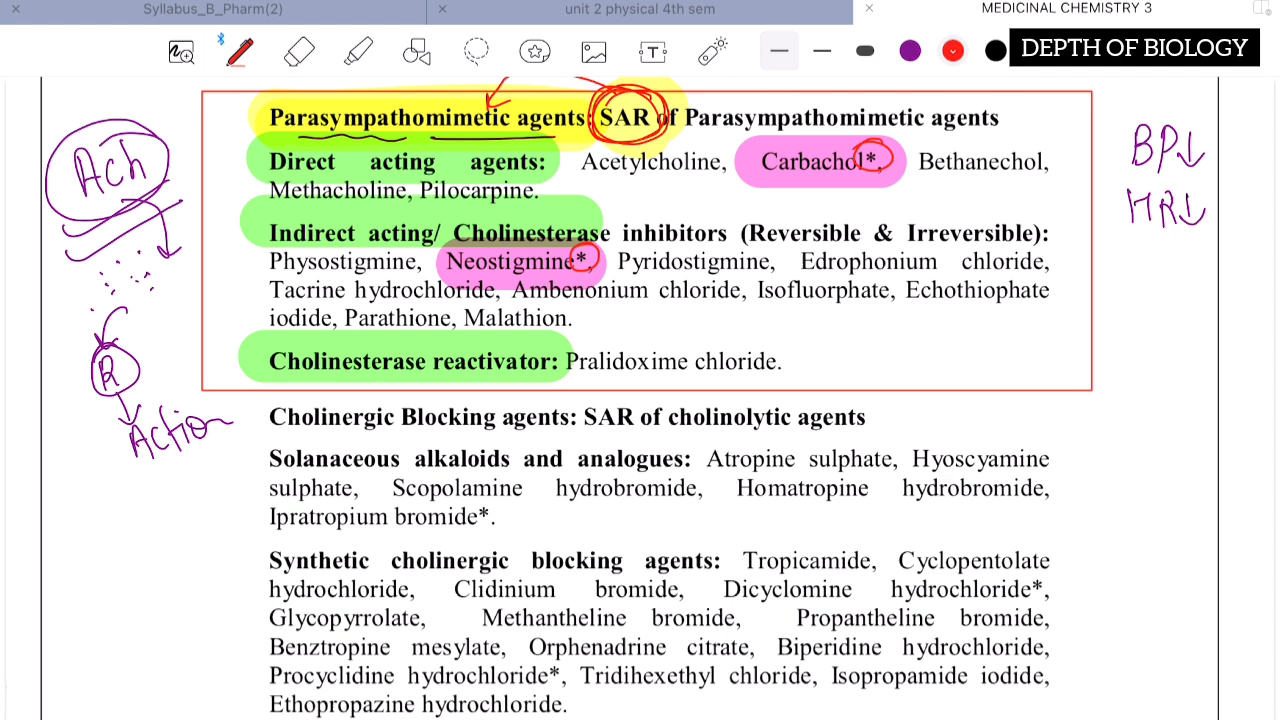 Syllabus_B_Pharm(2)
unit 2 physical 4th sem
MEDICINAL CHEMISTRY 3
DEPTH OF BIOLOGY
Parasympathomimetic agents: SAR of Parasympathomimetic agents
Direct acting agents: Acetylcholine, Carbachol*, Bethanechol,
Methacholine, Pilocarpine.
Indirect acting/ Cholinesterase inhibitors (Reversible & Irreversible):
Physostigmine, Neostigmine*, Pyridostigmine, Edrophonium chloride,
Tacrine hydrochloride, Ambenonium chloride, Isofluorphate, Echothiophate
iodide, Parathione, Malathion.
Cholinesterase reactivator: Pralidoxime chloride.
Cholinergic Blocking agents: SAR of cholinolytic agents
Solanaceous alkaloids and analogues: Atropine sulphate, Hyoscyamine
sulphate, Scopolamine hydrobromide, Homatropine hydrobromide,
Ipratropium bromide*.
Synthetic cholinergic blocking agents: Tropicamide, Cyclopentolate
hydrochloride, Clidinium bromide, Dicyclomine hydrochloride*,
Glycopyrrolate, Methantheline bromide, Propantheline bromide,
Benztropine mesylate, Orphenadrine citrate, Biperidine hydrochloride,
Procyclidine hydrochloride*, Tridihexethyl chloride, Isopropamide iodide,
Ethopropazine hydrochloride.
Ach
R
Action
BP↓
HR↓